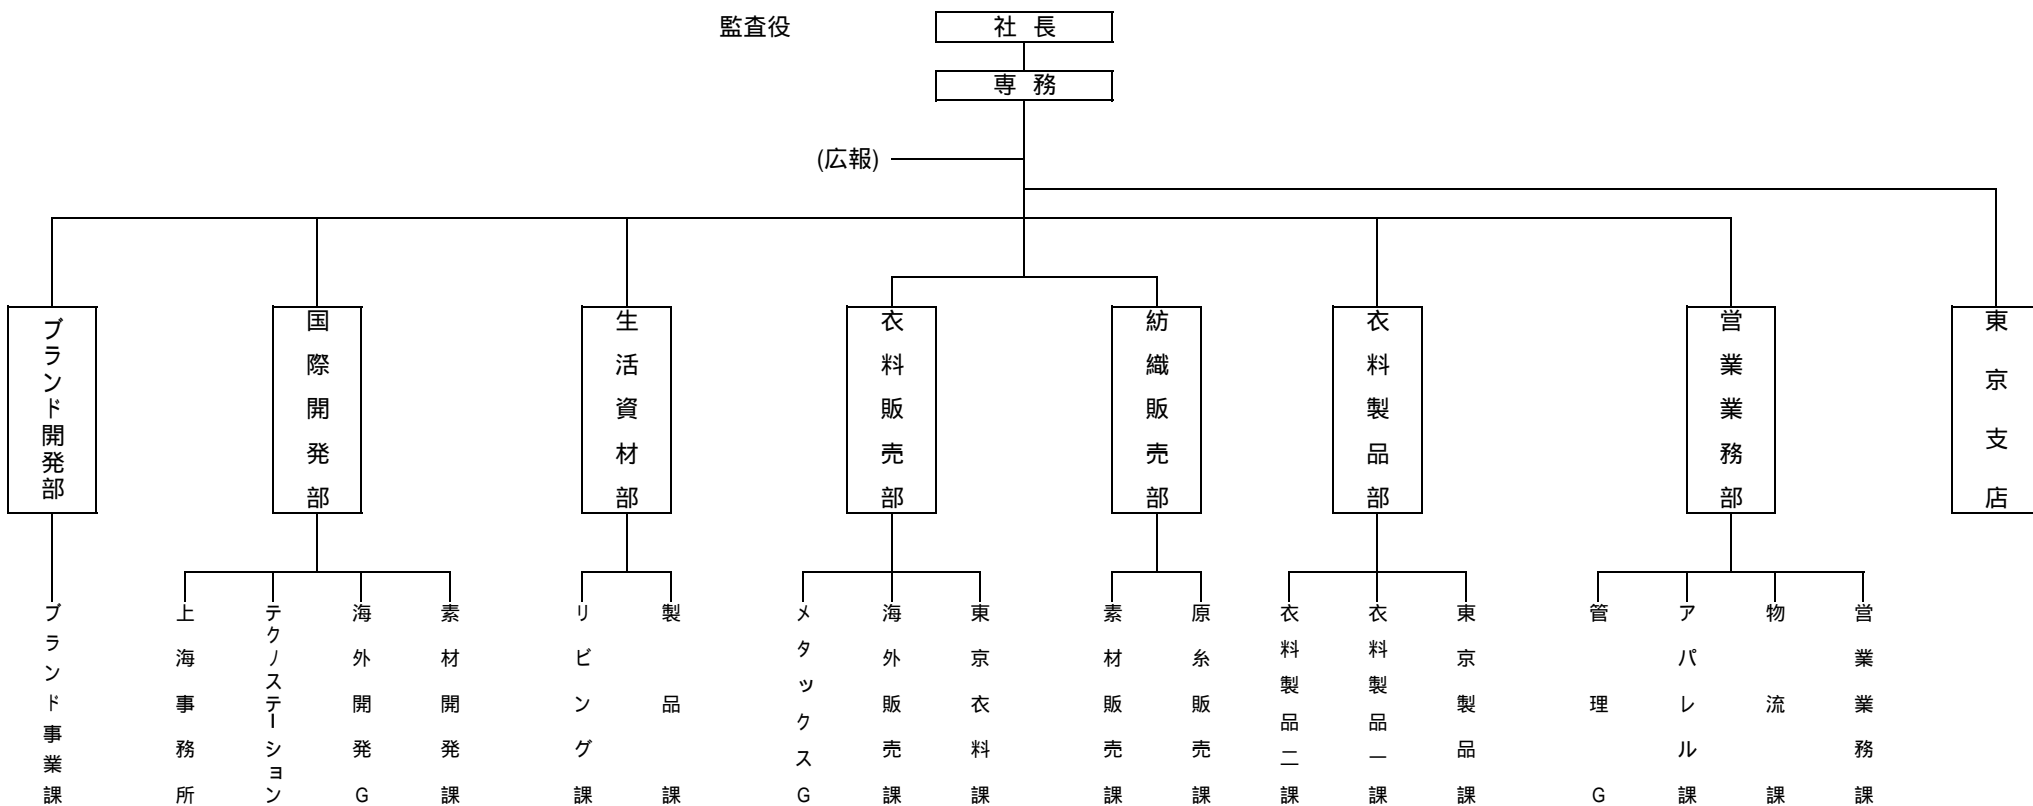 監査役
社長
専務
(広報)
ブランド開発部
国際開発部
生活資材部
衣料販売部
紡織販売部
衣料製品部
営業業務部
東京支店
ブランド事業課
上海事務所
テクノステーション
海外開発G
素材開発課
リビング課
製品課
メタックスG
海外販売課
東京衣料課
素材販売課
原糸販売課
衣料製品二課
衣料製品一課
東京製品課
管理G
アパレル課
物流課
営業業務課